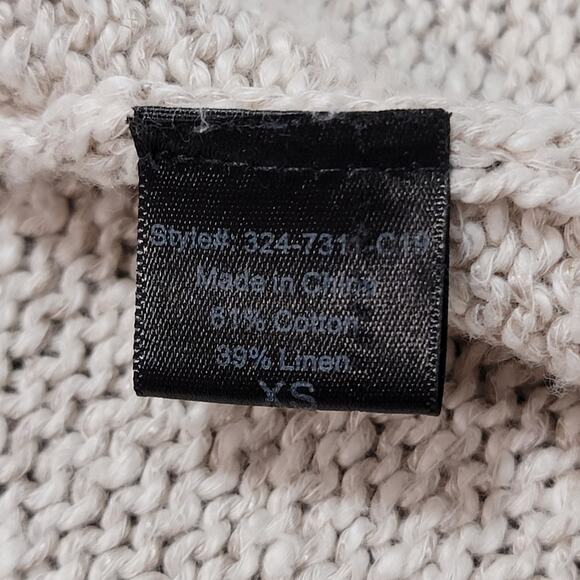 Style#: 324-7311-C19
Made in China
61% Cotton
39% Linen
XS